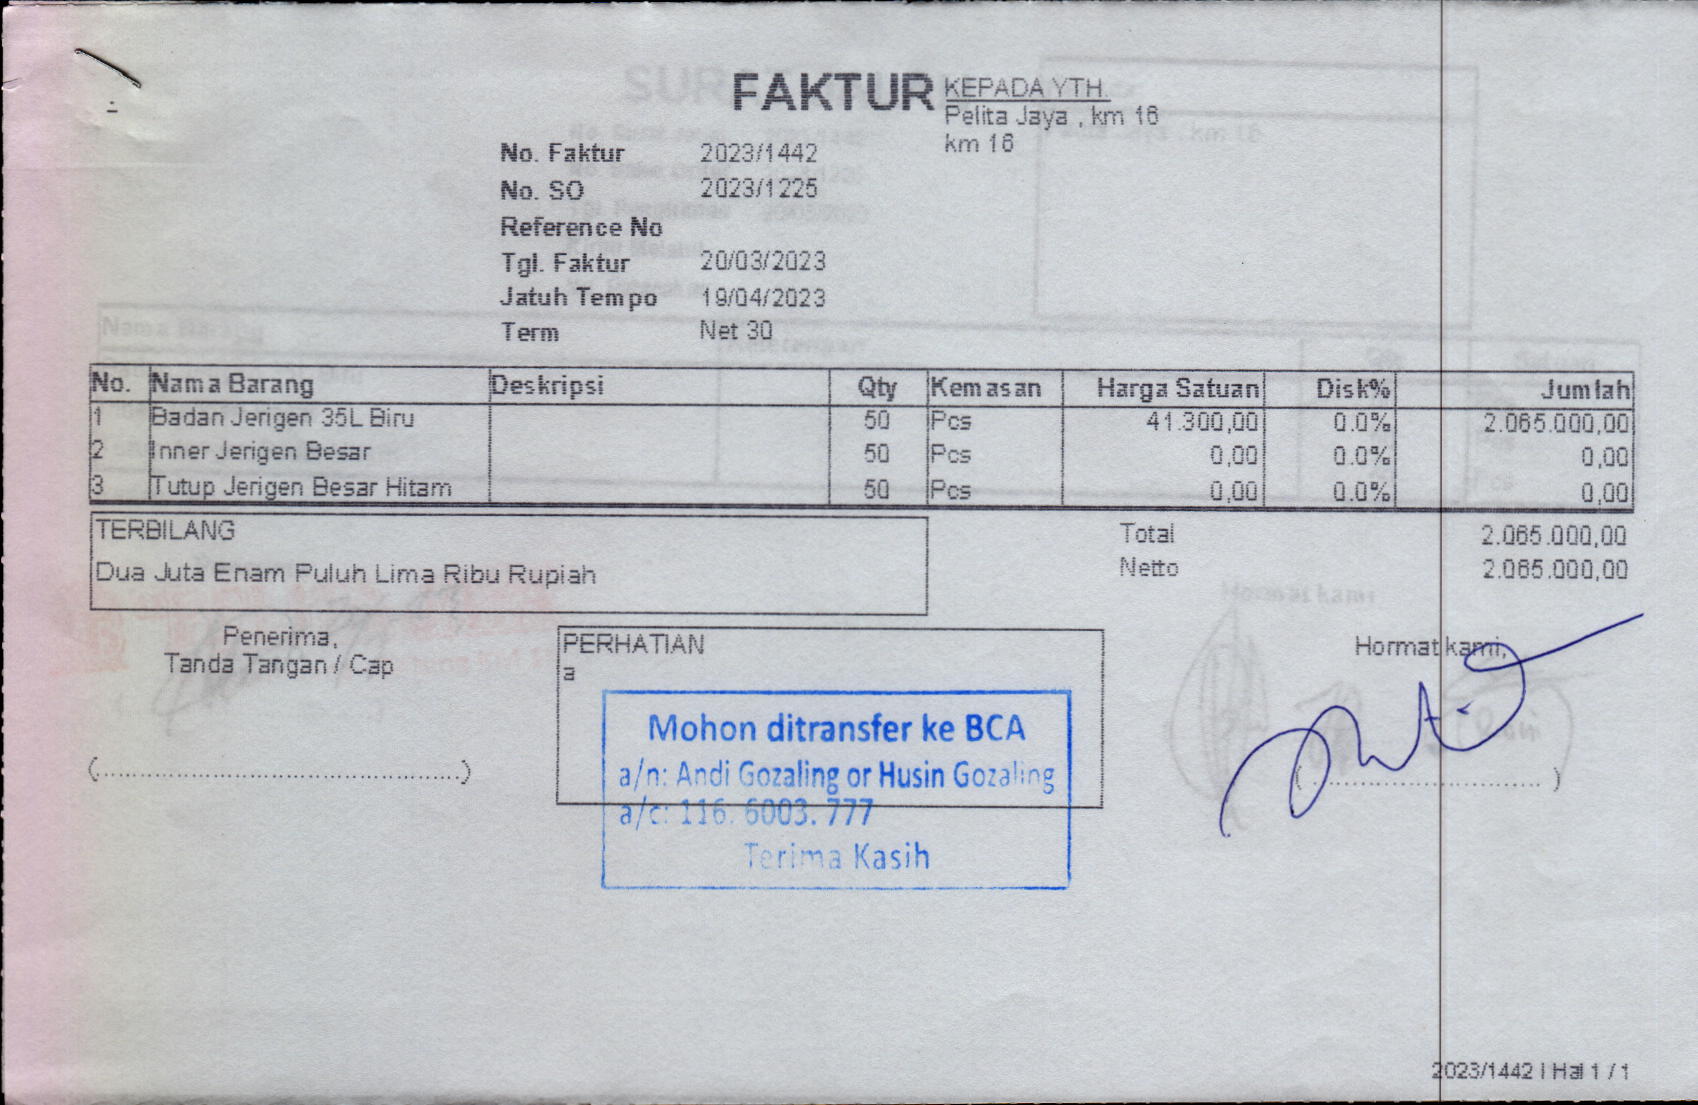 FAKTUR
KEPADA YTH.
Pelita Jaya , km 16
km 16
No. Faktur 2023/1442
No. SO 2023/1225
Reference No
Tgl. Faktur 20/03/2023
Jatuh Tempo 19/04/2023
Term Net 30
No. Nama Barang Deskripsi Qty Kemasan Harga Satuan Disk% Jumlah
1 Badan Jerigen 35L Biru 50 Pcs 41.300,00 0.0% 2.065.000,00
2 Inner Jerigen Besar 50 Pcs 0,00 0.0% 0,00
3 Tutup Jerigen Besar Hitam 50 Pcs 0,00 0.0% 0,00
TERBILANG
Dua Juta Enam Puluh Lima Ribu Rupiah
Total 2.065.000,00
Netto 2.065.000,00
Penerima,
Tanda Tangan / Cap
(..................................................)
PERHATIAN
a
Mohon ditransfer ke BCA
a/n: Andi Gozaling or Husin Gozaling
a/c: 116. 6003. 777
Terima Kasih
Hormat kami,
(.................................)
2023/1442 | Hal 1 / 1